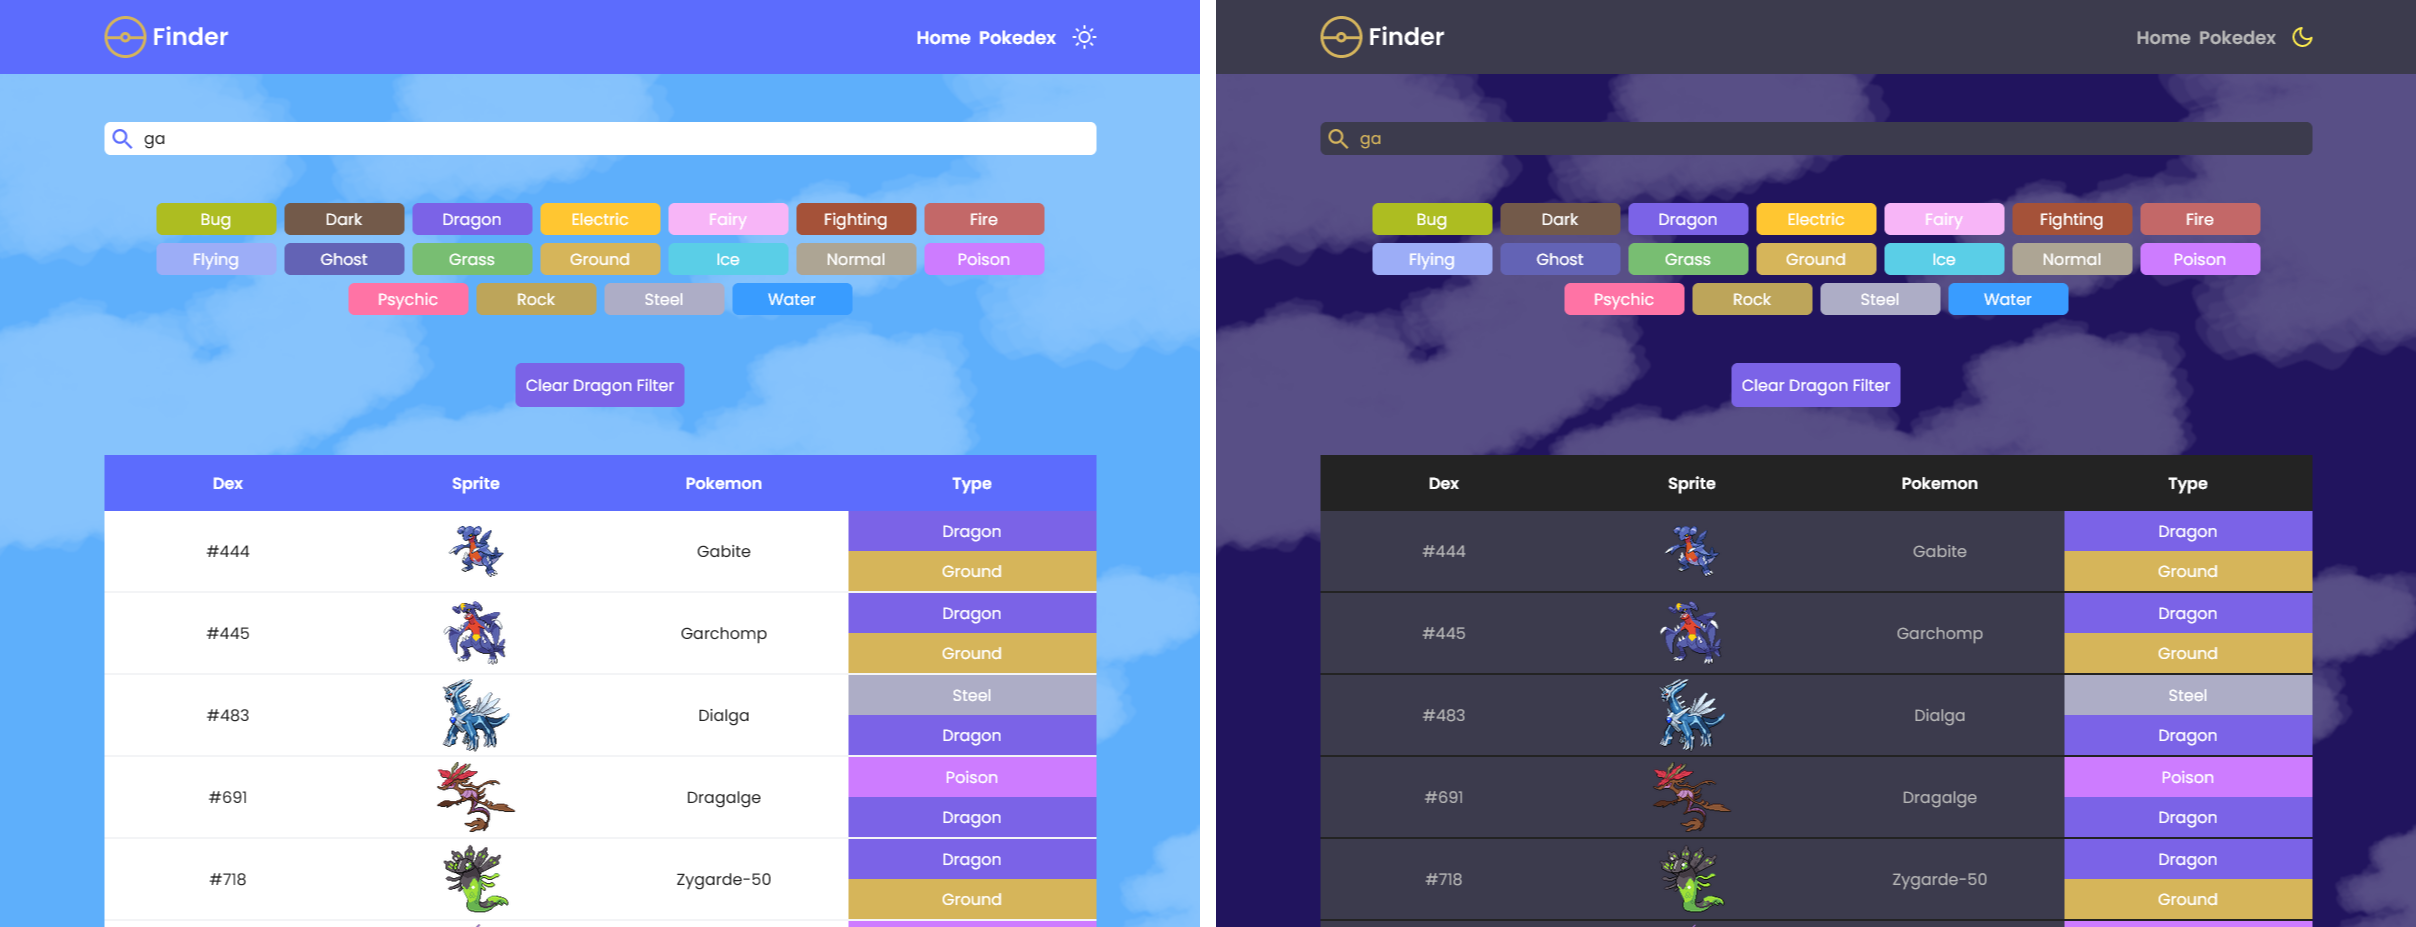 Finder
Home Pokedex
ga
Bug Dark Dragon Electric Fairy Fighting Fire
Flying Ghost Grass Ground Ice Normal Poison
Psychic Rock Steel Water
Clear Dragon Filter
Dex Sprite Pokemon Type
#444 Gabite Dragon
Ground
#445 Garchomp Dragon
Ground
#483 Dialga Steel
Dragon
#691 Dragalge Poison
Dragon
#718 Zygarde-50 Dragon
Ground
Finder
Home Pokedex
ga
Bug Dark Dragon Electric Fairy Fighting Fire
Flying Ghost Grass Ground Ice Normal Poison
Psychic Rock Steel Water
Clear Dragon Filter
Dex Sprite Pokemon Type
#444 Gabite Dragon
Ground
#445 Garchomp Dragon
Ground
#483 Dialga Steel
Dragon
#691 Dragalge Poison
Dragon
#718 Zygarde-50 Dragon
Ground